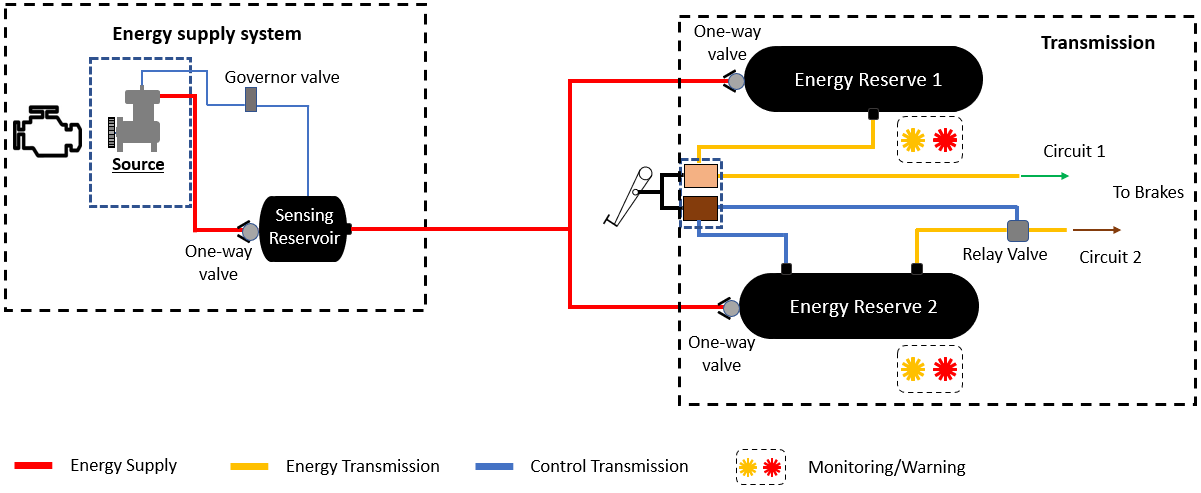 Energy supply system
Governor valve
Source
Sensing
Reservoir
One-way
valve
One-way
valve
Energy Reserve 1
Transmission
Circuit 1
To Brakes
Relay Valve
Circuit 2
Energy Reserve 2
One-way
valve
Energy Supply
Energy Transmission
Control Transmission
Monitoring/Warning